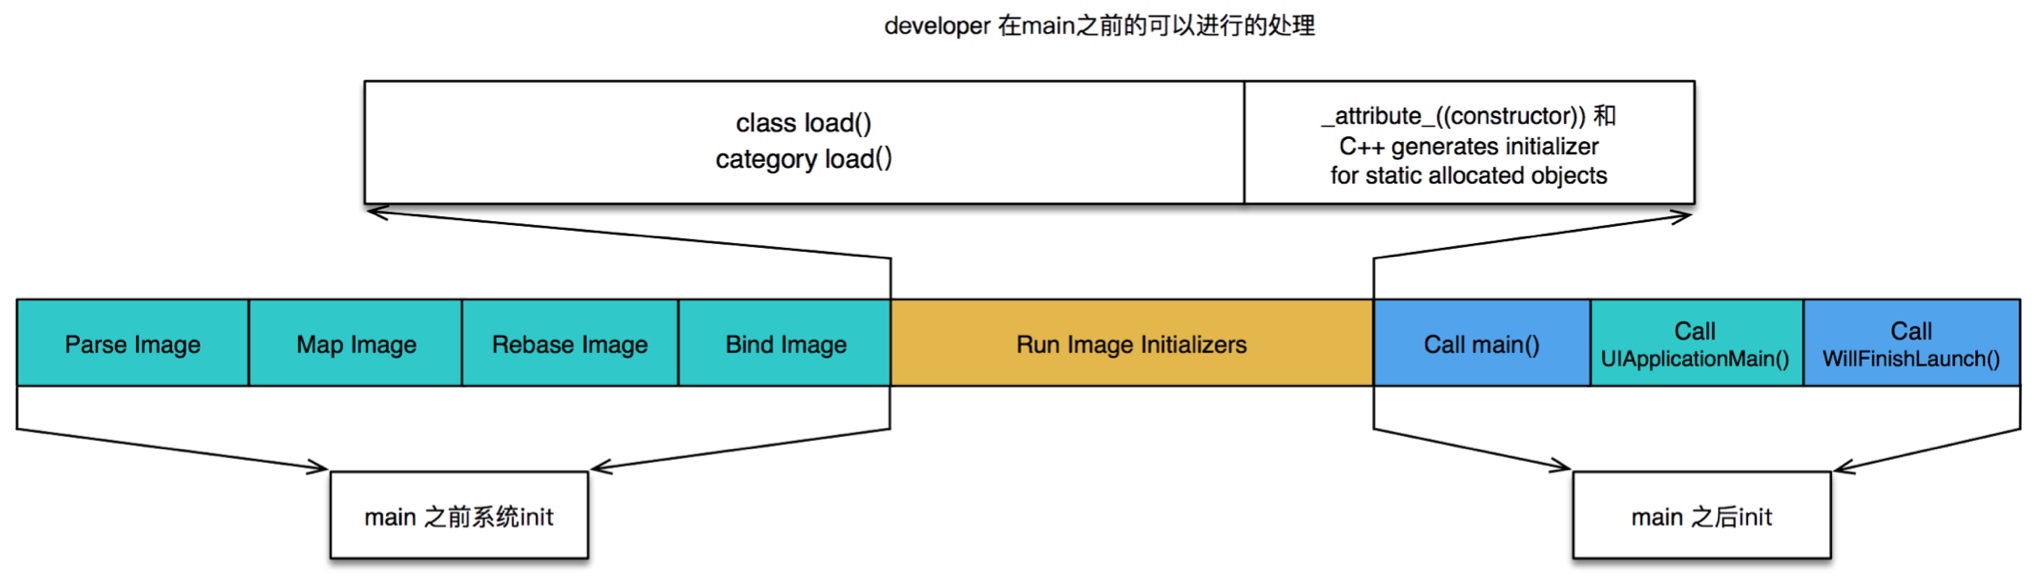 developer 在main之前的可以进行的处理
class load()
category load()
_attribute_((constructor)) 和
C++ generates initializer
for static allocated objects
Parse Image
Map Image
Rebase Image
Bind Image
Run Image Initializers
Call main()
Call
UIApplicationMain()
Call
WillFinishLaunch()
main 之前系统init
main 之后init